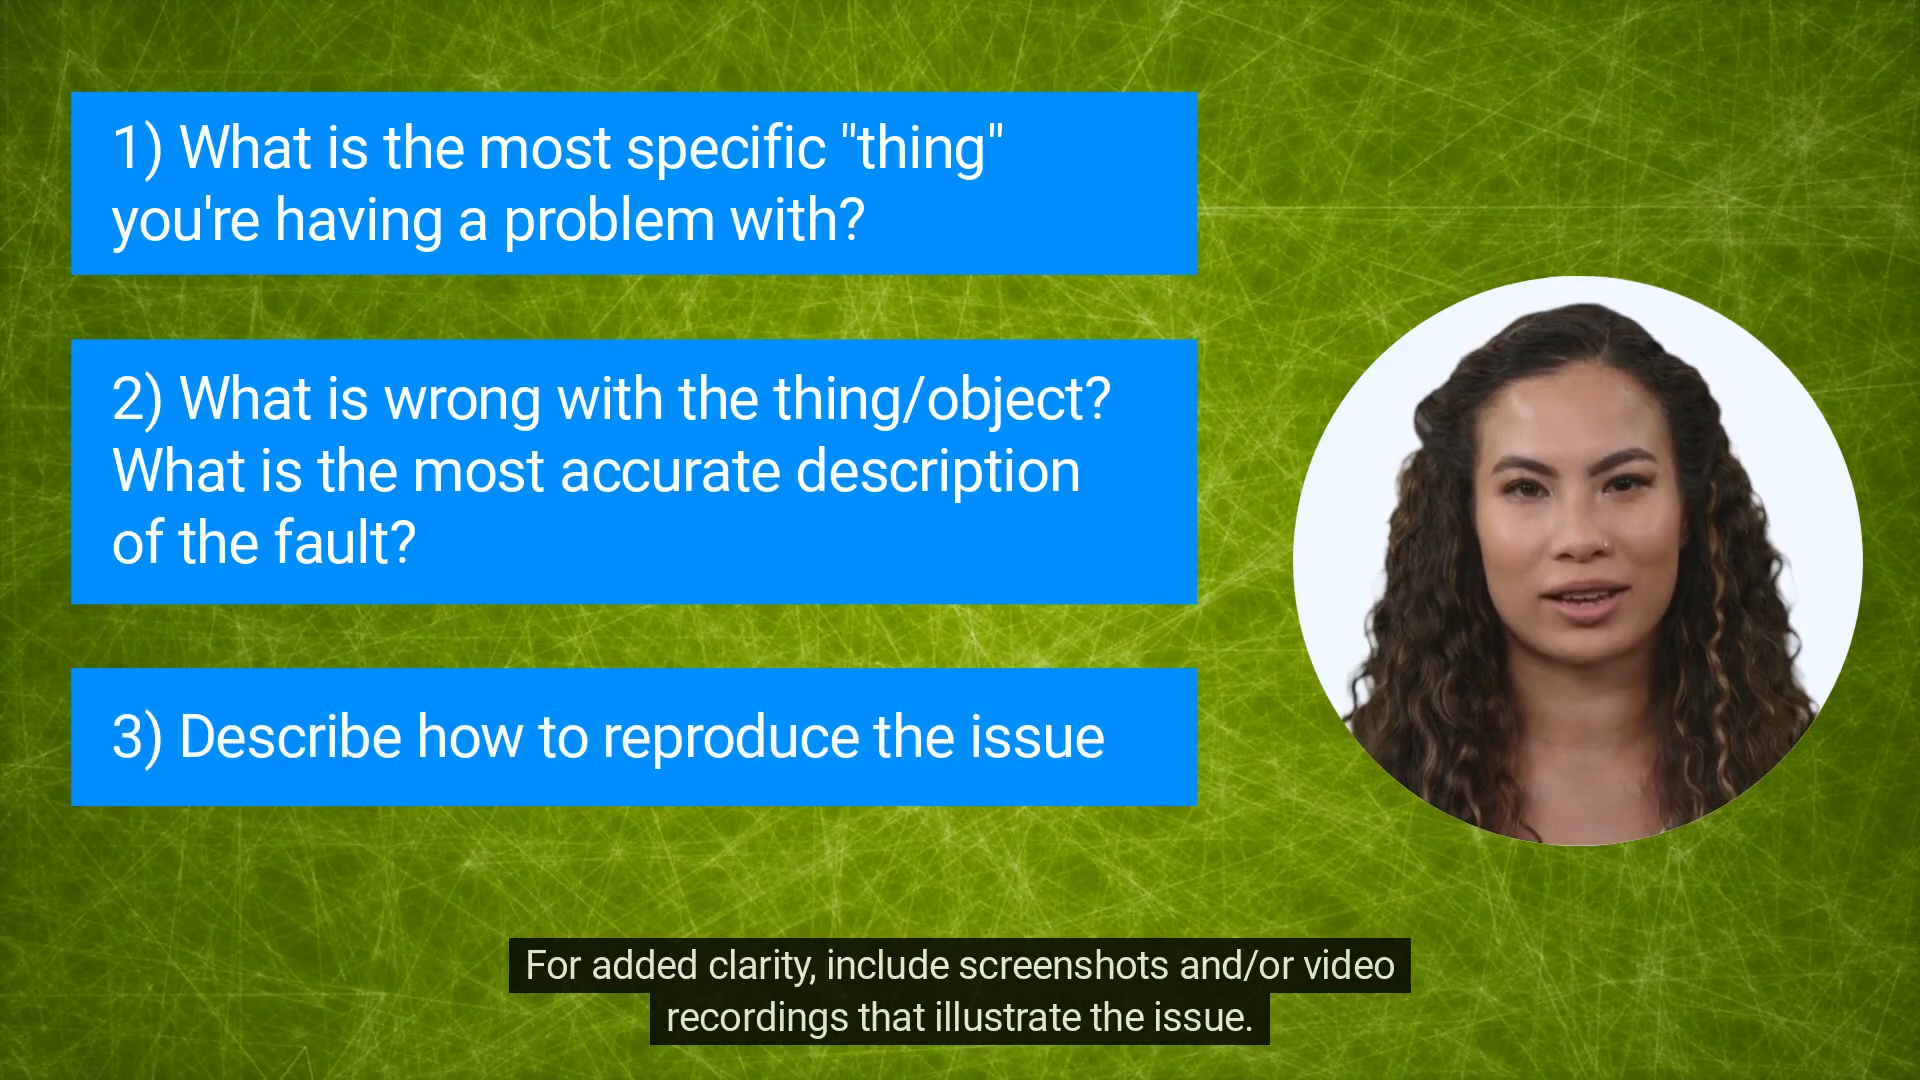 1) What is the most specific "thing"
you're having a problem with?
2) What is wrong with the thing/object?
What is the most accurate description
of the fault?
3) Describe how to reproduce the issue
For added clarity, include screenshots and/or video
recordings that illustrate the issue.